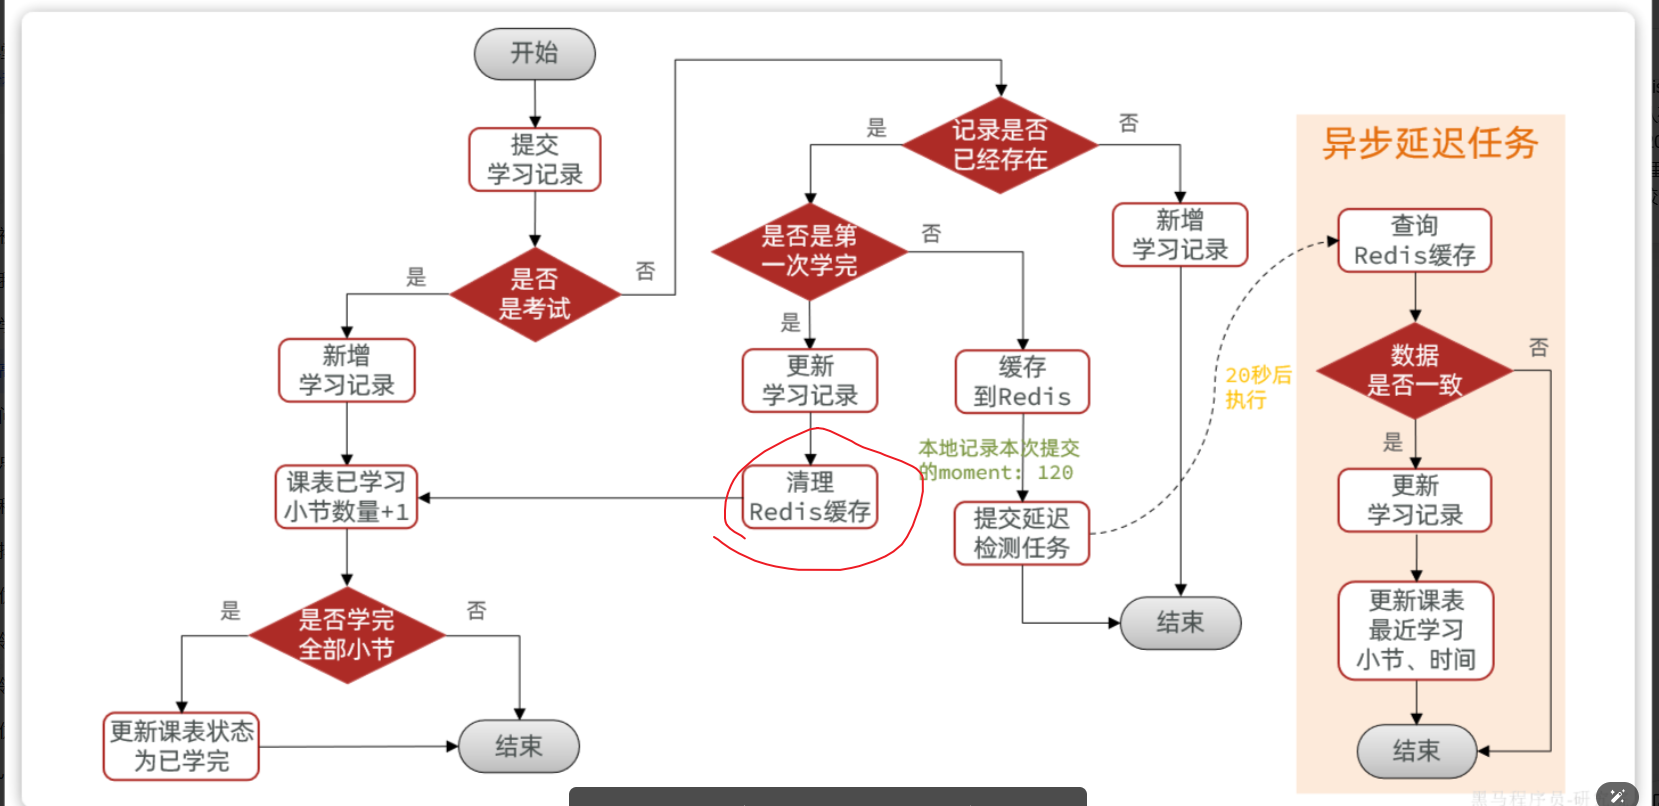 开始
提交
学习记录
是否
是考试
是
否
新增
学习记录
课表已学习
小节数量+1
是否学完
全部小节
是
否
更新课表状态
为已学完
结束
记录是否
已经存在
是
否
是否是第
一次学完
是
否
更新
学习记录
清理
Redis缓存
缓存
到Redis
本地记录本次提交
的moment: 120
提交延迟
检测任务
新增
学习记录
结束
20秒后
执行
异步延迟任务
查询
Redis缓存
数据
是否一致
是
否
更新
学习记录
更新课表
最近学习
小节、时间
结束
黑马程序员-研